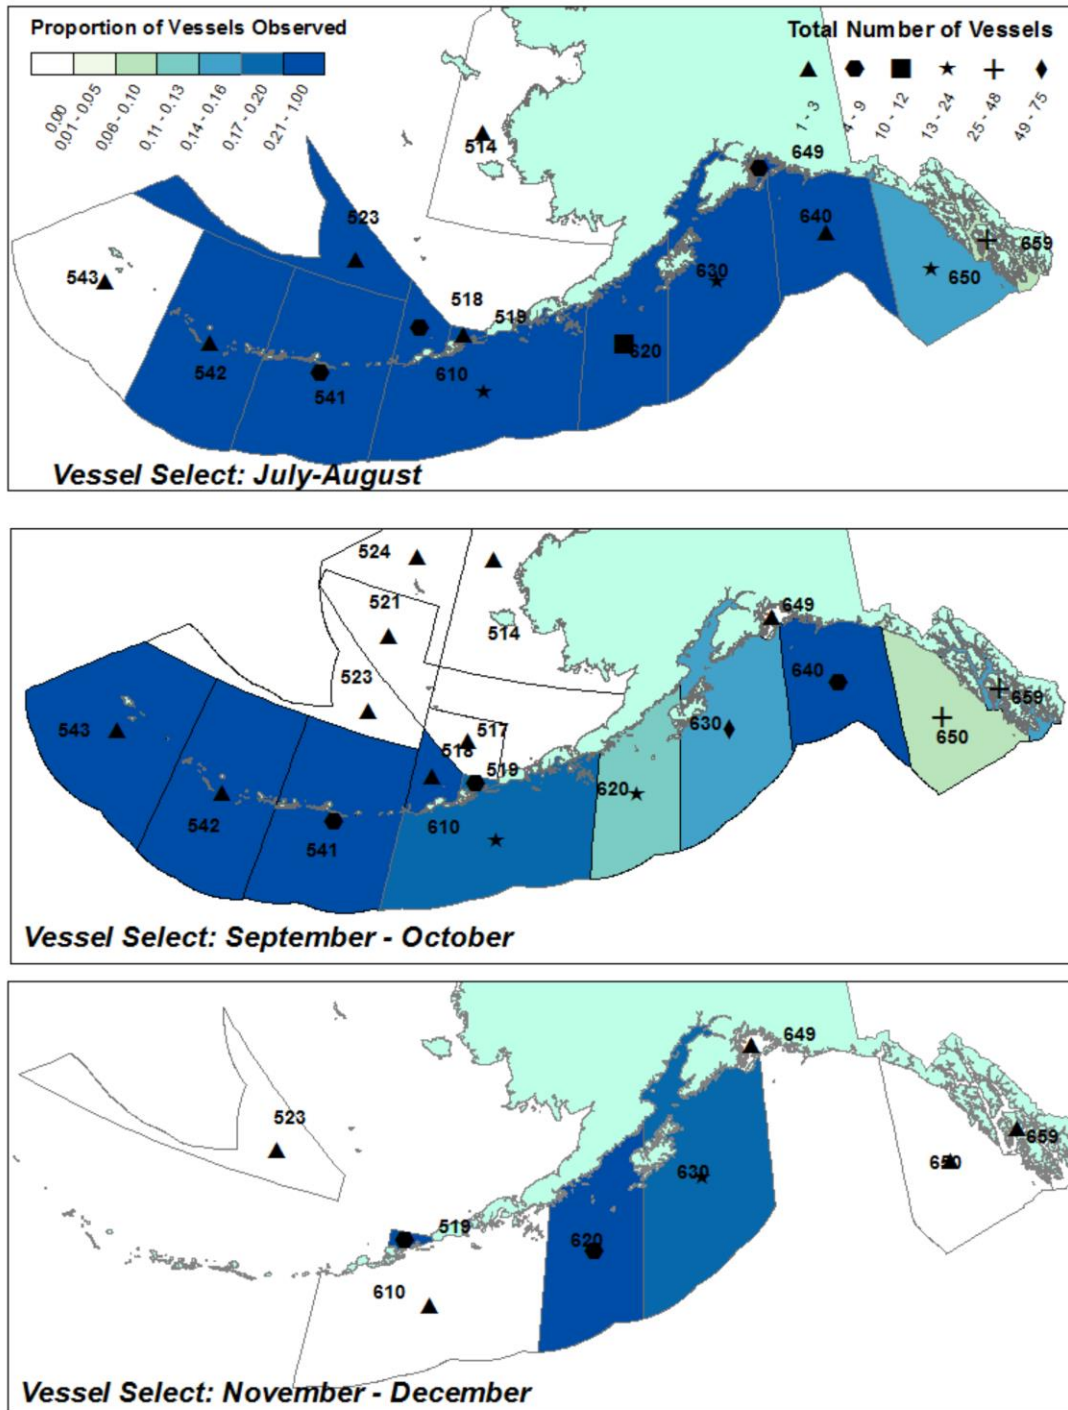 Proportion of Vessels Observed
0.00
0.01 - 0.05
0.06 - 0.10
0.11 - 0.13
0.14 - 0.16
0.17 - 0.20
0.21 - 1.00
Total Number of Vessels
1 - 3
4 - 9
10 - 12
13 - 24
25 - 48
49 - 75
514
649
523
640
659
543
630
650
518
519
542
541
610
620
Vessel Select: July-August
524
521
514
649
523
640
659
543
517
518
630
650
519
620
542
541
610
Vessel Select: September - October
649
523
659
650
630
519
620
610
Vessel Select: November - December